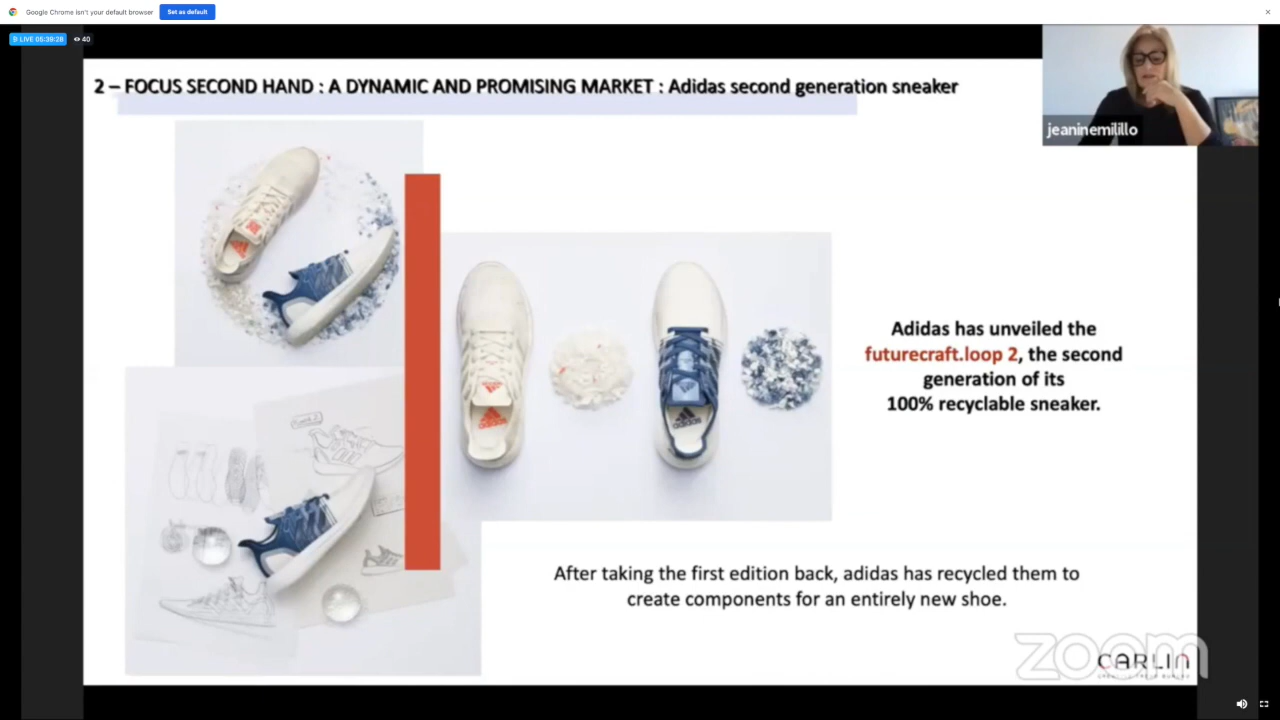 Google Chrome isn't your default browser
Set as default
LIVE 05:39:28
40
2 – FOCUS SECOND HAND : A DYNAMIC AND PROMISING MARKET : Adidas second generation sneaker
jeaninemilillo
adidas
adidas
Adidas has unveiled the
futurecraft.loop 2, the second
generation of its
100% recyclable sneaker.
After taking the first edition back, adidas has recycled them to
create components for an entirely new shoe.
zoom
CARLIN